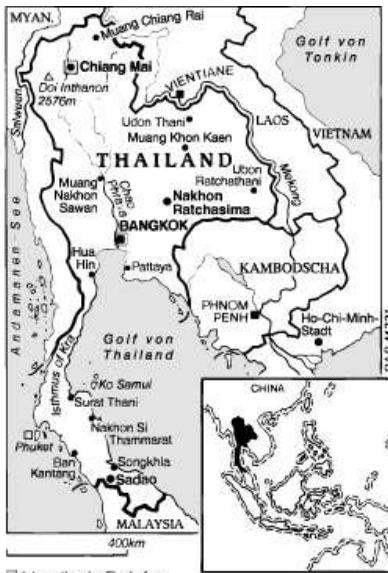 MYAN.
Muang Chiang Rai
Golf von
Tonkin
Chiang Mai
Doi Inthanon
2576m
VIENTIANE
Salween
Udon Thani
LAOS
Muang Khon Kaen
VIETNAM
THAILAND
Mekong
Ubon
Ratchathani
Muang
Nakhon
Sawan
Chao
Phraya
Nakhon
Ratchasima
BANGKOK
Andamanen See
Hua
Hin
Pattaya
KAMBODSCHA
PHNOM
PENH
Ho-Chi-Minh-
Stadt
Golf von
Thailand
Isthmus of Kra
Ko Samui
CHINA
Surat Thani
Nakhon Si
Thammarat
Phuket
Ban
Kantang
Songkhla
Sadao
MALAYSIA
400km